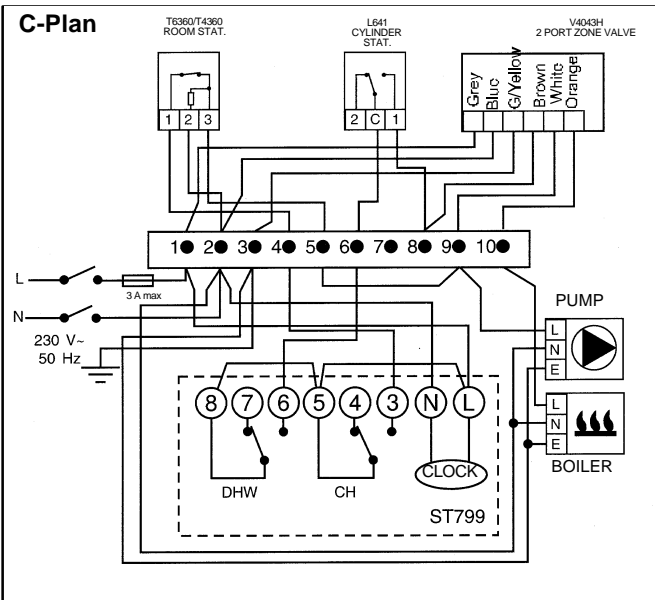 C-Plan
T6360/T4360
ROOM STAT.
L641
CYLINDER
STAT.
V4043H
2 PORT ZONE VALVE
Grey
Blue
G/Yellow
Brown
White
Orange
1 2 3
2 C 1
1 2 3 4 5 6 7 8 9 10
L
3 A max
N
230 V~
50 Hz
PUMP
L
N
E
8 7 6 5 4 3 N L
L
N
E
BOILER
CLOCK
DHW
CH
ST799